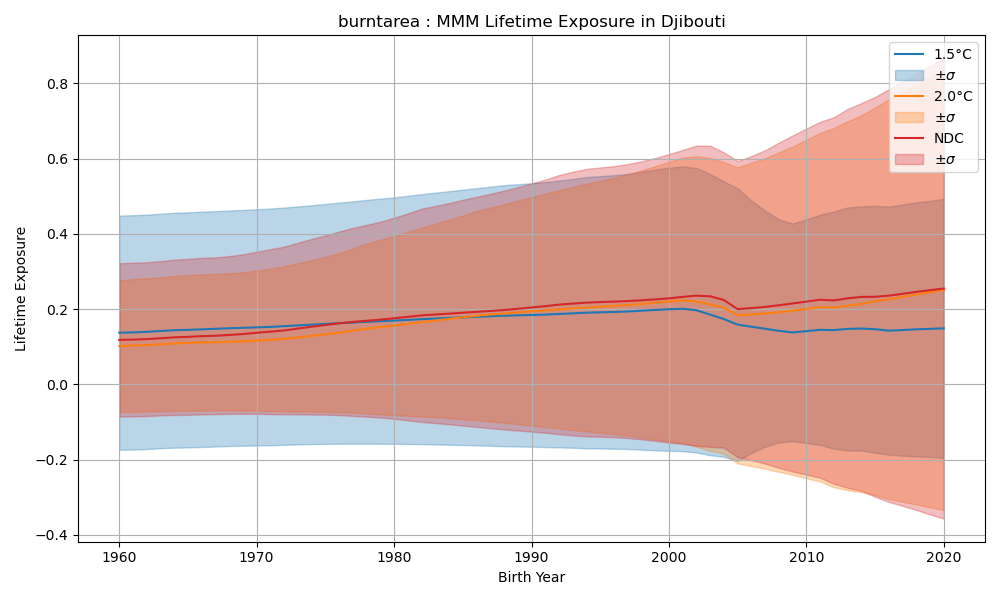 burntarea : MMM Lifetime Exposure in Djibouti
1.5°C
±σ
2.0°C
±σ
NDC
±σ
Lifetime Exposure
0.8
0.6
0.4
0.2
0.0
−0.2
−0.4
1960 1970 1980 1990 2000 2010 2020
Birth Year